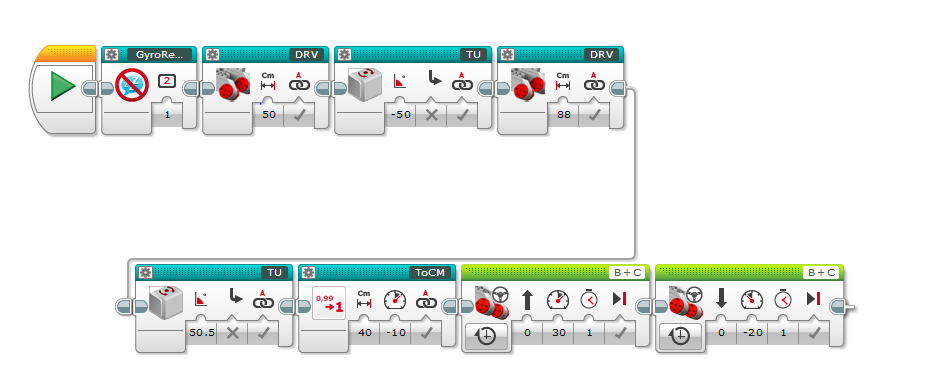 GyroRe... DRV TU DRV
2 Cm A A Cm A
1 50 -50 88
TU ToCM B+C B+C
A 0,99 →1 Cm A
50.5 40 -10 0 30 1 0 -20 1